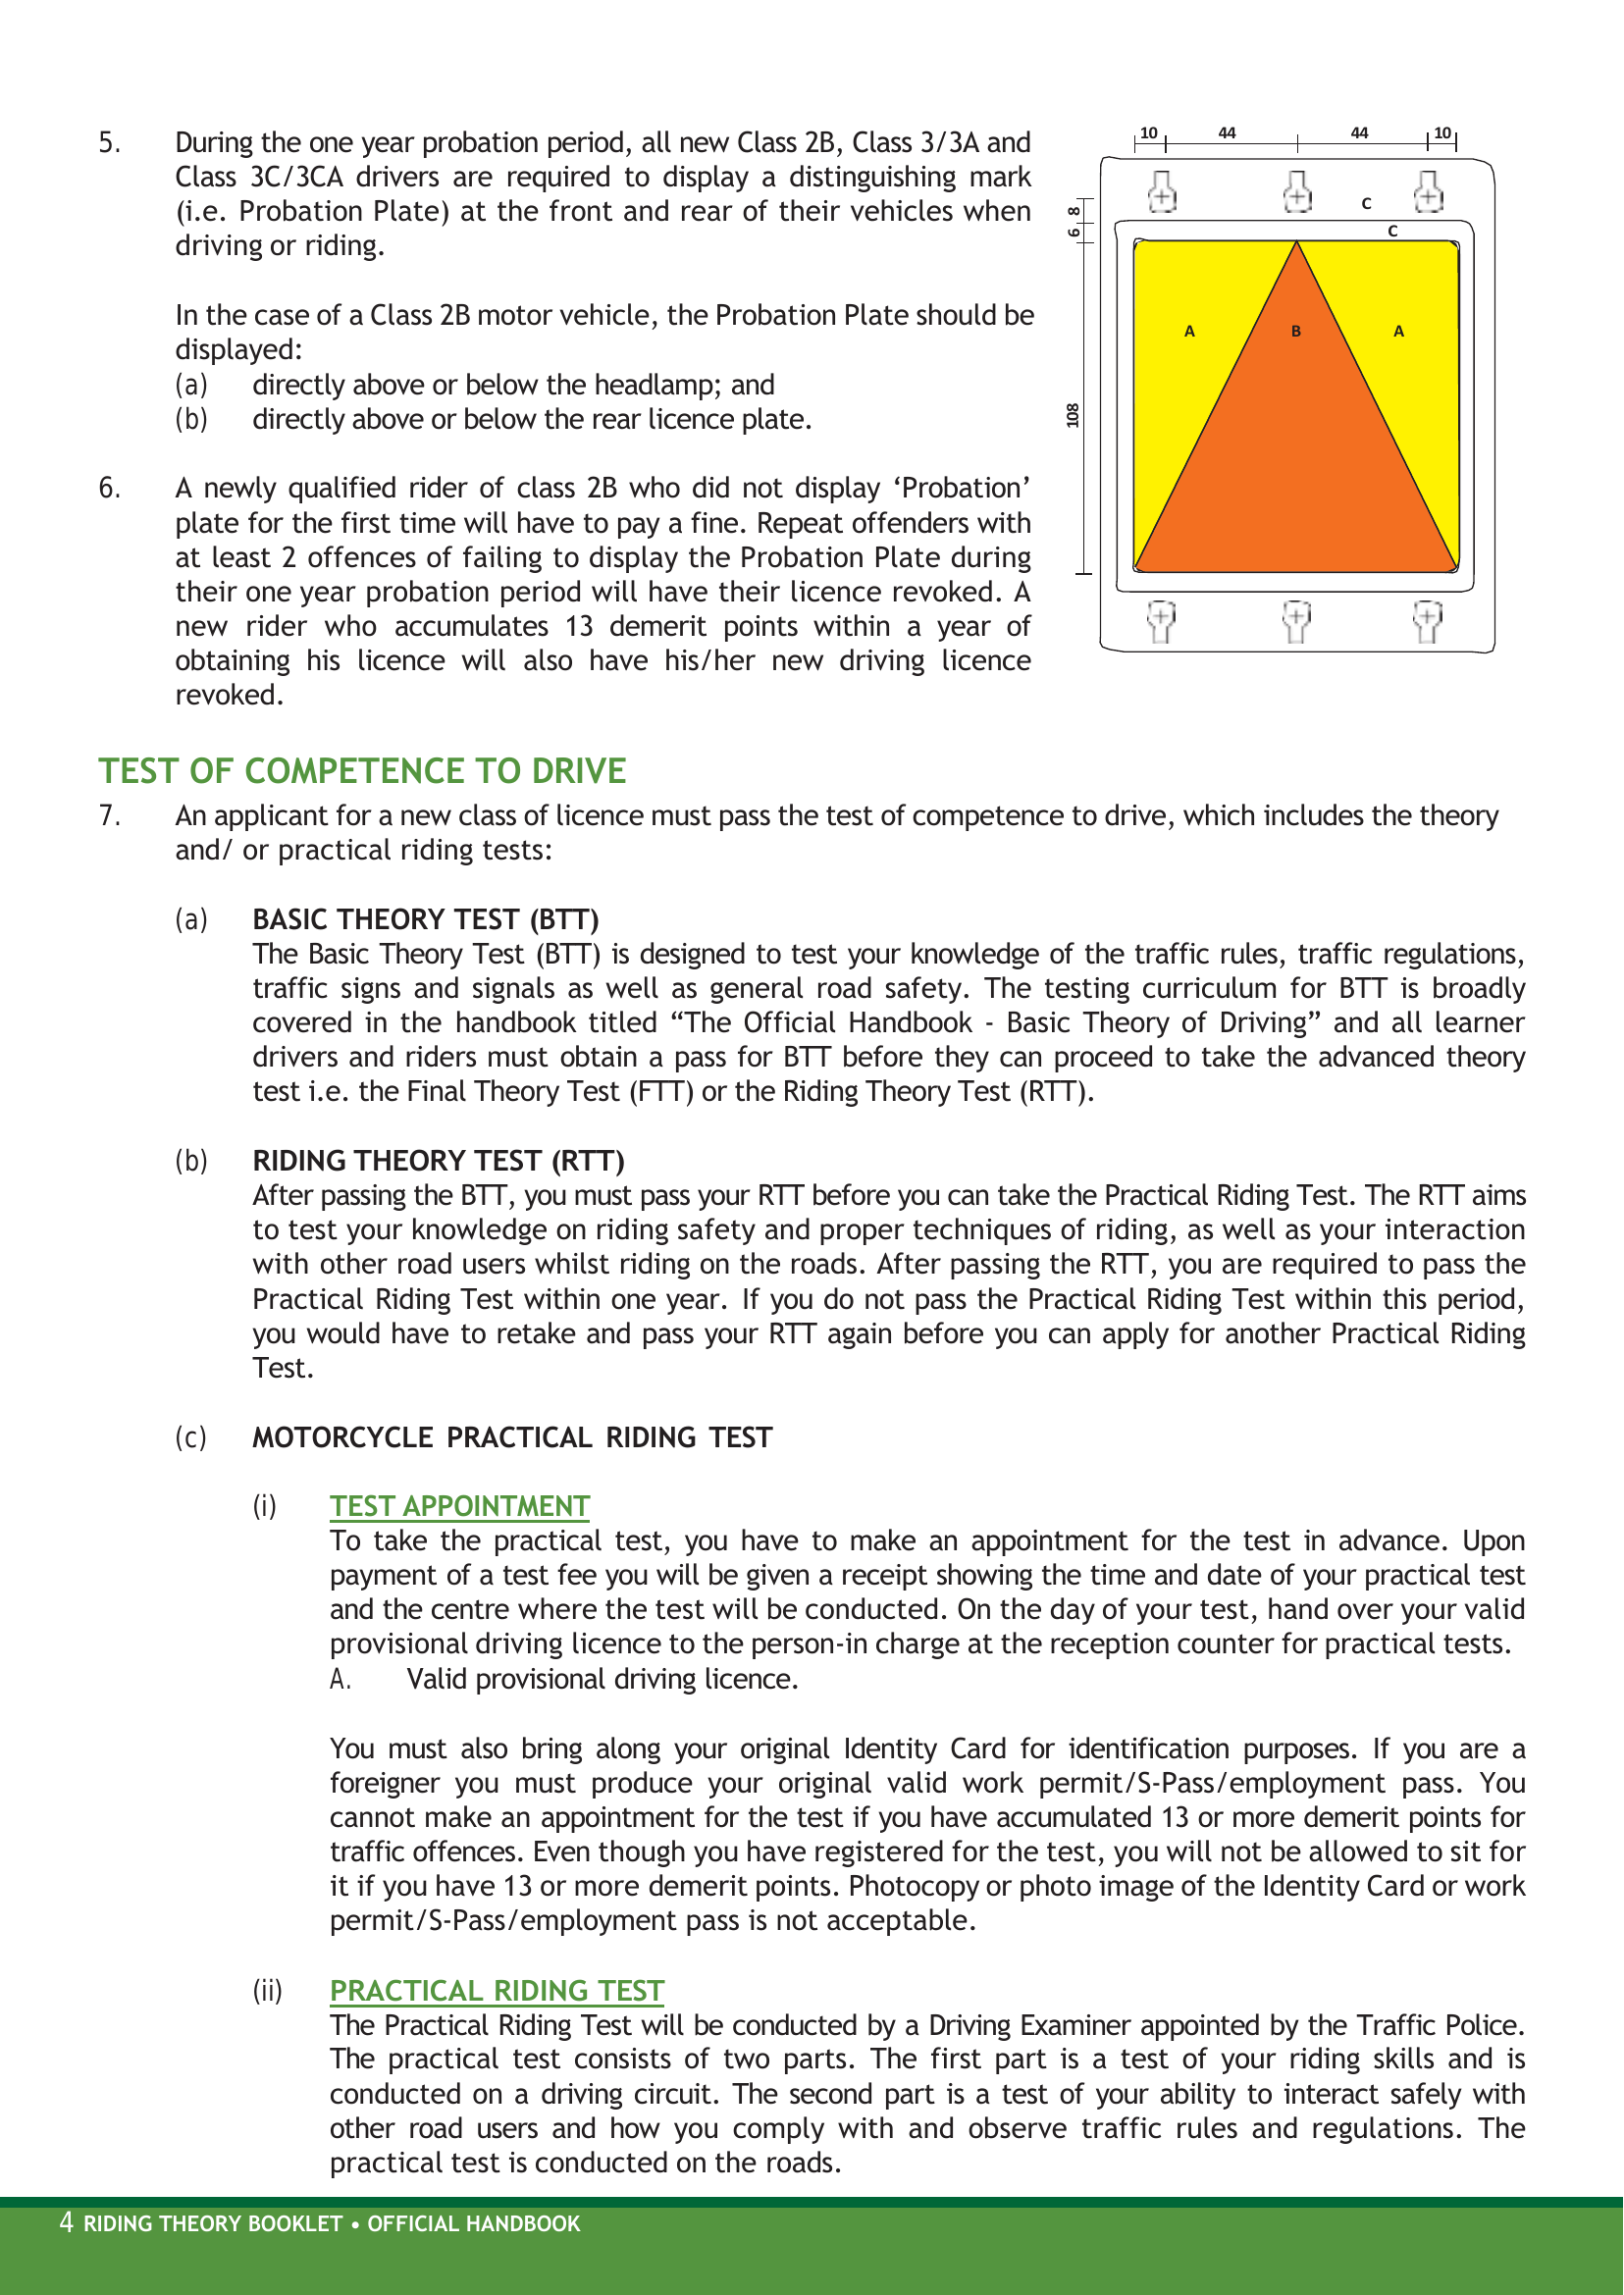 5. During the one year probation period, all new Class 2B, Class 3/3A and
Class 3C/3CA drivers are required to display a distinguishing mark
(i.e. Probation Plate) at the front and rear of their vehicles when
driving or riding.
In the case of a Class 2B motor vehicle, the Probation Plate should be
displayed:
(a) directly above or below the headlamp; and
(b) directly above or below the rear licence plate.
6. A newly qualified rider of class 2B who did not display ‘Probation’
plate for the first time will have to pay a fine. Repeat offenders with
at least 2 offences of failing to display the Probation Plate during
their one year probation period will have their licence revoked. A
new rider who accumulates 13 demerit points within a year of
obtaining his licence will also have his/her new driving licence
revoked.
10 44 44 10
8
6
108
C
C
A B A
TEST OF COMPETENCE TO DRIVE
7. An applicant for a new class of licence must pass the test of competence to drive, which includes the theory
and/ or practical riding tests:
(a) BASIC THEORY TEST (BTT)
The Basic Theory Test (BTT) is designed to test your knowledge of the traffic rules, traffic regulations,
traffic signs and signals as well as general road safety. The testing curriculum for BTT is broadly
covered in the handbook titled “The Official Handbook - Basic Theory of Driving” and all learner
drivers and riders must obtain a pass for BTT before they can proceed to take the advanced theory
test i.e. the Final Theory Test (FTT) or the Riding Theory Test (RTT).
(b) RIDING THEORY TEST (RTT)
After passing the BTT, you must pass your RTT before you can take the Practical Riding Test. The RTT aims
to test your knowledge on riding safety and proper techniques of riding, as well as your interaction
with other road users whilst riding on the roads. After passing the RTT, you are required to pass the
Practical Riding Test within one year. If you do not pass the Practical Riding Test within this period,
you would have to retake and pass your RTT again before you can apply for another Practical Riding
Test.
(c) MOTORCYCLE PRACTICAL RIDING TEST
(i) TEST APPOINTMENT
To take the practical test, you have to make an appointment for the test in advance. Upon
payment of a test fee you will be given a receipt showing the time and date of your practical test
and the centre where the test will be conducted. On the day of your test, hand over your valid
provisional driving licence to the person-in charge at the reception counter for practical tests.
A. Valid provisional driving licence.
You must also bring along your original Identity Card for identification purposes. If you are a
foreigner you must produce your original valid work permit/S-Pass/employment pass. You
cannot make an appointment for the test if you have accumulated 13 or more demerit points for
traffic offences. Even though you have registered for the test, you will not be allowed to sit for
it if you have 13 or more demerit points. Photocopy or photo image of the Identity Card or work
permit/S-Pass/employment pass is not acceptable.
(ii) PRACTICAL RIDING TEST
The Practical Riding Test will be conducted by a Driving Examiner appointed by the Traffic Police.
The practical test consists of two parts. The first part is a test of your riding skills and is
conducted on a driving circuit. The second part is a test of your ability to interact safely with
other road users and how you comply with and observe traffic rules and regulations. The
practical test is conducted on the roads.
4 RIDING THEORY BOOKLET • OFFICIAL HANDBOOK